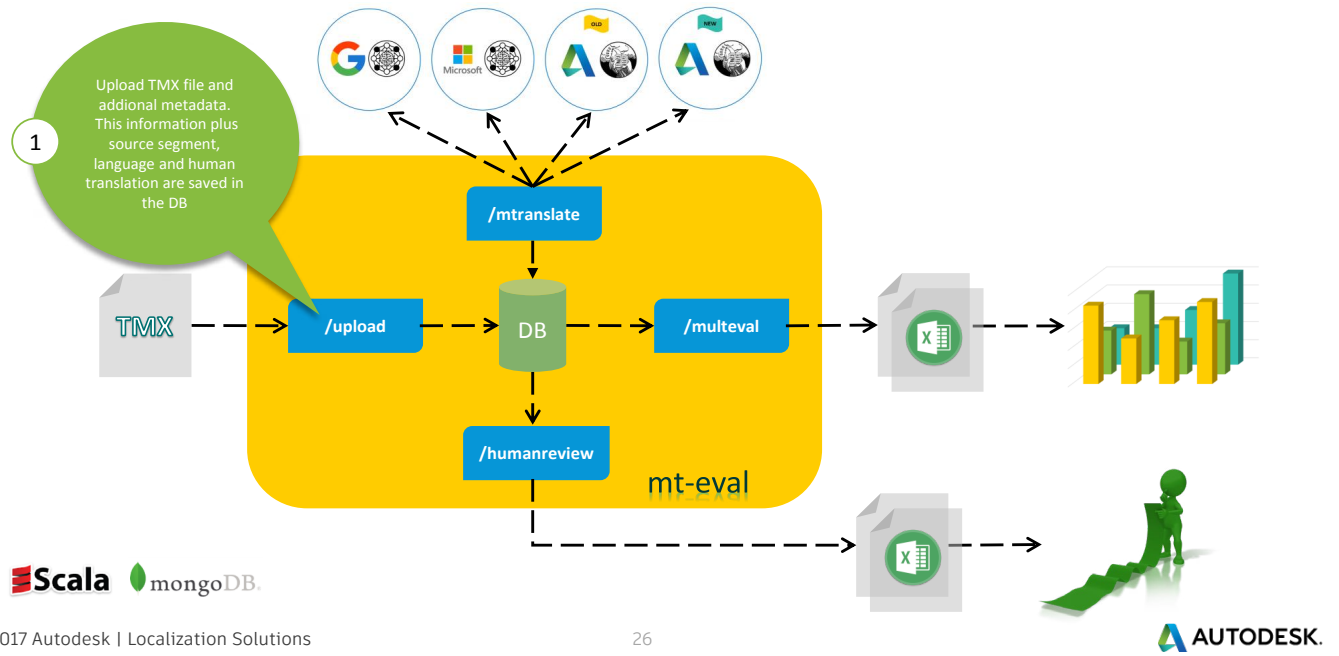 OLD
NEW
Microsoft
Upload TMX file and
addional metadata.
This information plus
source segment,
language and human
translation are saved in
the DB
1
/mtranslate
TMX
/upload
DB
/multeval
X
/humanreview
mt-eval
X
Scala
mongoDB.
017 Autodesk | Localization Solutions
26
AUTODESK.